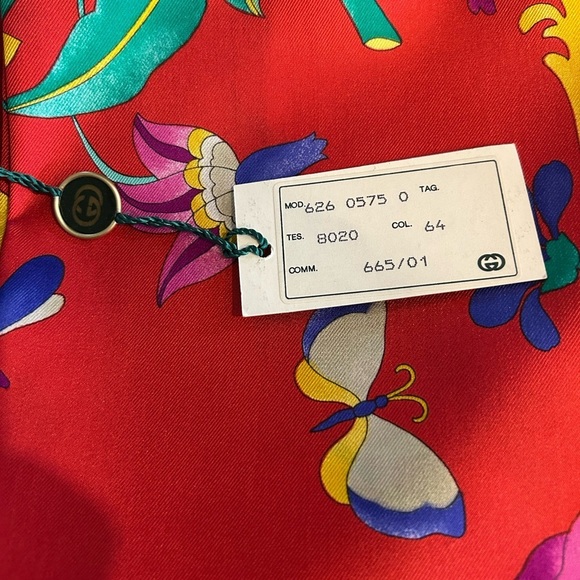 MOD. 626 0575 0 TAG.
TES. 8020 COL. 64
COMM. 665/01